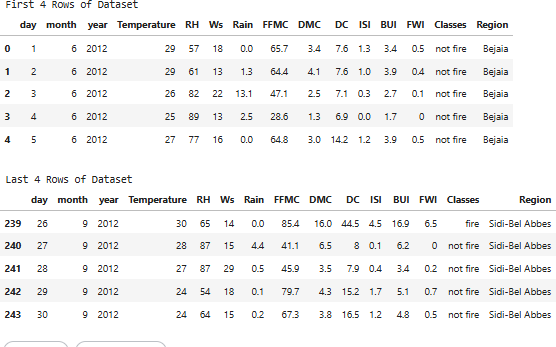 First 4 Rows of Dataset
day month year Temperature RH Ws Rain FFMC DMC DC ISI BUI FWI Classes Region
0 1 6 2012 29 57 18 0.0 65.7 3.4 7.6 1.3 3.4 0.5 not fire Bejaia
1 2 6 2012 29 61 13 1.3 64.4 4.1 7.6 1.0 3.9 0.4 not fire Bejaia
2 3 6 2012 26 82 22 13.1 47.1 2.5 7.1 0.3 2.7 0.1 not fire Bejaia
3 4 6 2012 25 89 13 2.5 28.6 1.3 6.9 0.0 1.7 0 not fire Bejaia
4 5 6 2012 27 77 16 0.0 64.8 3.0 14.2 1.2 3.9 0.5 not fire Bejaia
Last 4 Rows of Dataset
day month year Temperature RH Ws Rain FFMC DMC DC ISI BUI FWI Classes Region
239 26 9 2012 30 65 14 0.0 85.4 16.0 44.5 4.5 16.9 6.5 fire Sidi-Bel Abbes
240 27 9 2012 28 87 15 4.4 41.1 6.5 8 0.1 6.2 0 not fire Sidi-Bel Abbes
241 28 9 2012 27 87 29 0.5 45.9 3.5 7.9 0.4 3.4 0.2 not fire Sidi-Bel Abbes
242 29 9 2012 24 54 18 0.1 79.7 4.3 15.2 1.7 5.1 0.7 not fire Sidi-Bel Abbes
243 30 9 2012 24 64 15 0.2 67.3 3.8 16.5 1.2 4.8 0.5 not fire Sidi-Bel Abbes